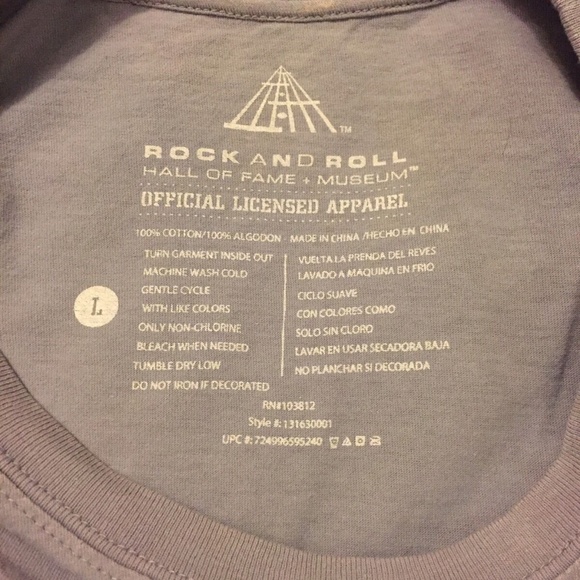 TM
ROCK AND ROLL
HALL OF FAME + MUSEUM™
OFFICIAL LICENSED APPAREL
100% COTTON/100% ALGODON - MADE IN CHINA /HECHO EN CHINA
TURN GARMENT INSIDE OUT
MACHINE WASH COLD
GENTLE CYCLE
WITH LIKE COLORS
ONLY NON-CHLORINE
BLEACH WHEN NEEDED
TUMBLE DRY LOW
DO NOT IRON IF DECORATED
VUELTA LA PRENDA DEL REVES
LAVADO A MAQUINA EN FRIO
CICLO SUAVE
CON COLORES COMO
SOLO SIN CLORO
LAVAR EN USAR SECADORA BAJA
NO PLANCHAR SI DECORADA
L
RN#103812
Style #: 131630001
UPC #: 724996595240